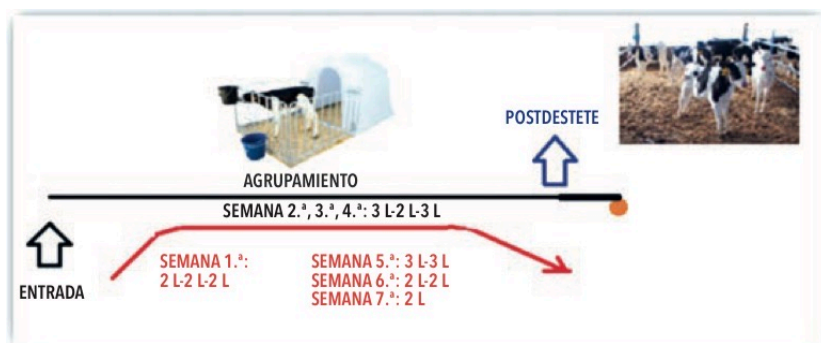 POSTDESTETE
AGRUPAMIENTO
SEMANA 2.ª, 3.ª, 4.ª: 3 L-2 L-3 L
ENTRADA
SEMANA 1.ª:
2 L-2 L-2 L
SEMANA 5.ª: 3 L-3 L
SEMANA 6.ª: 2 L-2 L
SEMANA 7.ª: 2 L